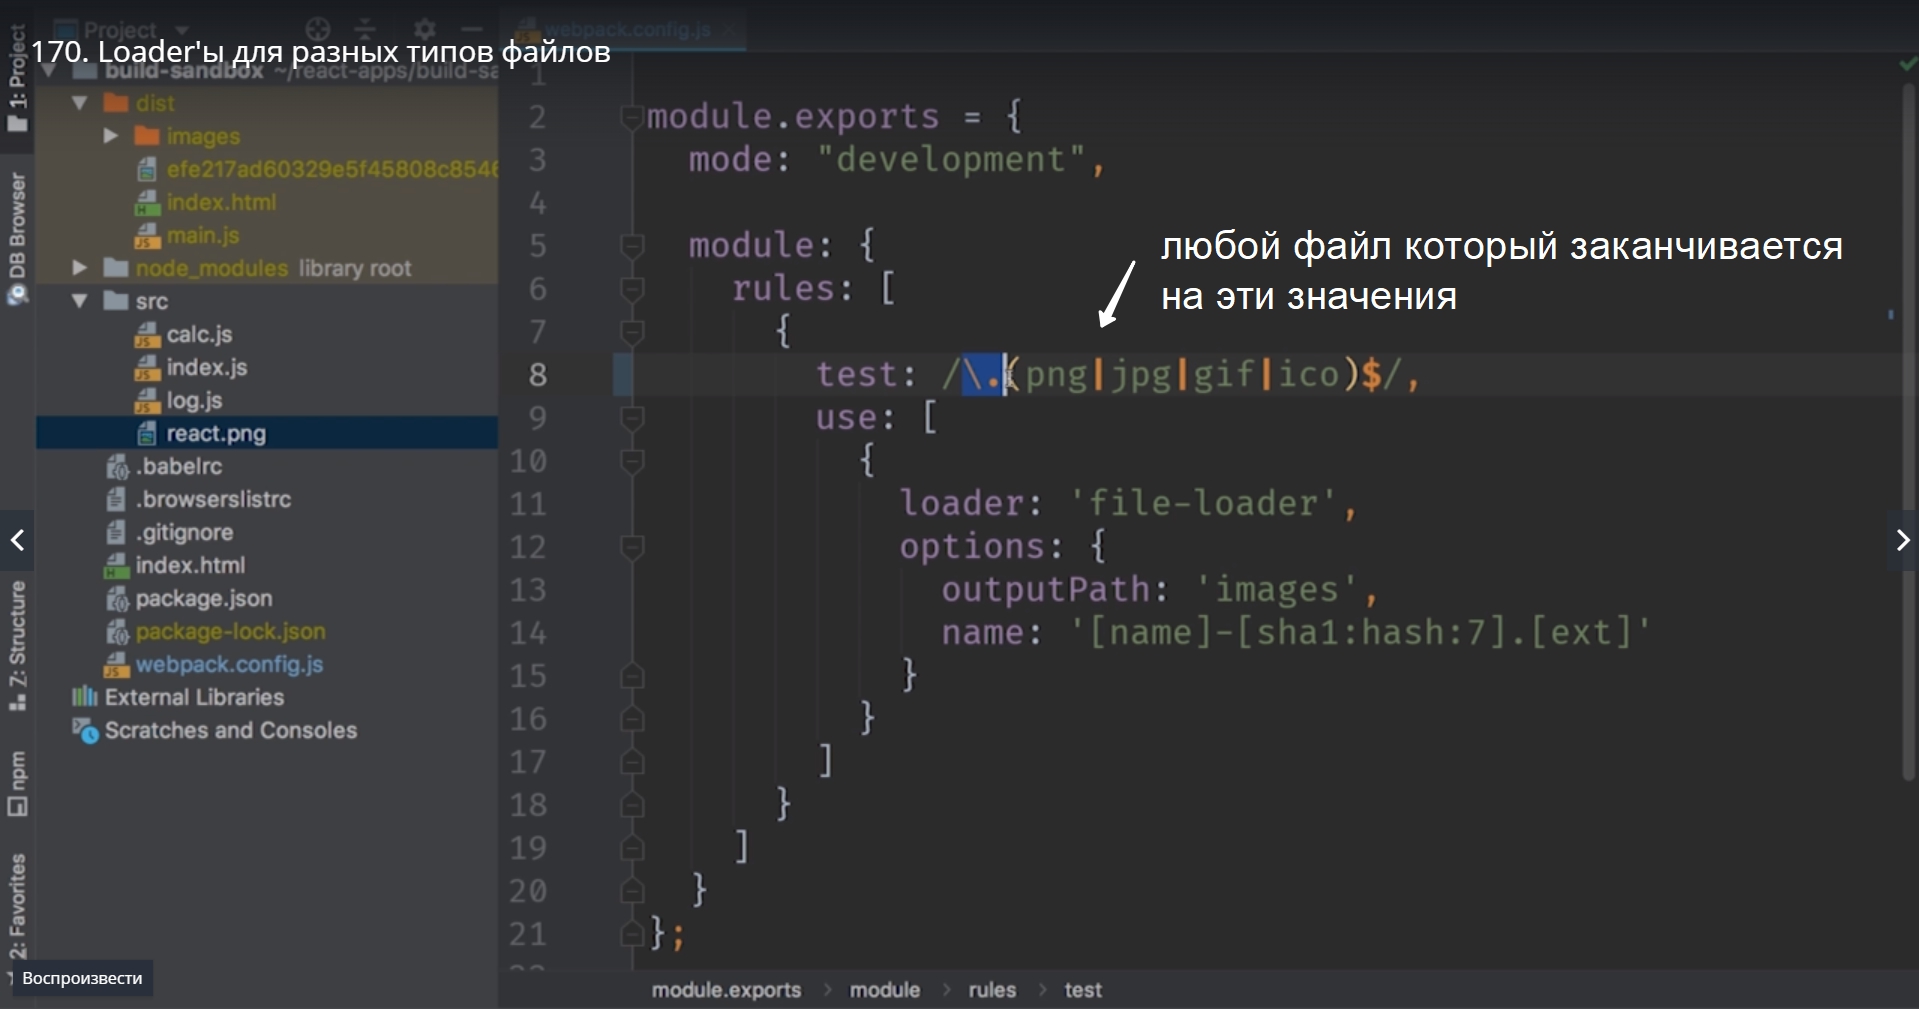 170. Loader'ы для разных типов файлов
Project
webpack.config.js
1: Project
DB Browser
Z: Structure
npm
2: Favorites
build-sandbox ~/react-apps/build-sa
dist
images
efe217ad60329e5f45808c8546
index.html
main.js
node_modules library root
src
calc.js
index.js
log.js
react.png
.babelrc
.browserslistrc
.gitignore
index.html
package.json
package-lock.json
webpack.config.js
External Libraries
Scratches and Consoles
Воспроизвести
1
2 module.exports = {
3 mode: "development",
4
5 module: {
6 rules: [
7 {
8 test: /\.(png|jpg|gif|ico)$/,
9 use: [
10 {
11 loader: 'file-loader',
12 options: {
13 outputPath: 'images',
14 name: '[name]-[sha1:hash:7].[ext]'
15 }
16 }
17 ]
18 }
19 ]
20 }
21 };
любой файл который заканчивается
на эти значения
module.exports > module > rules > test